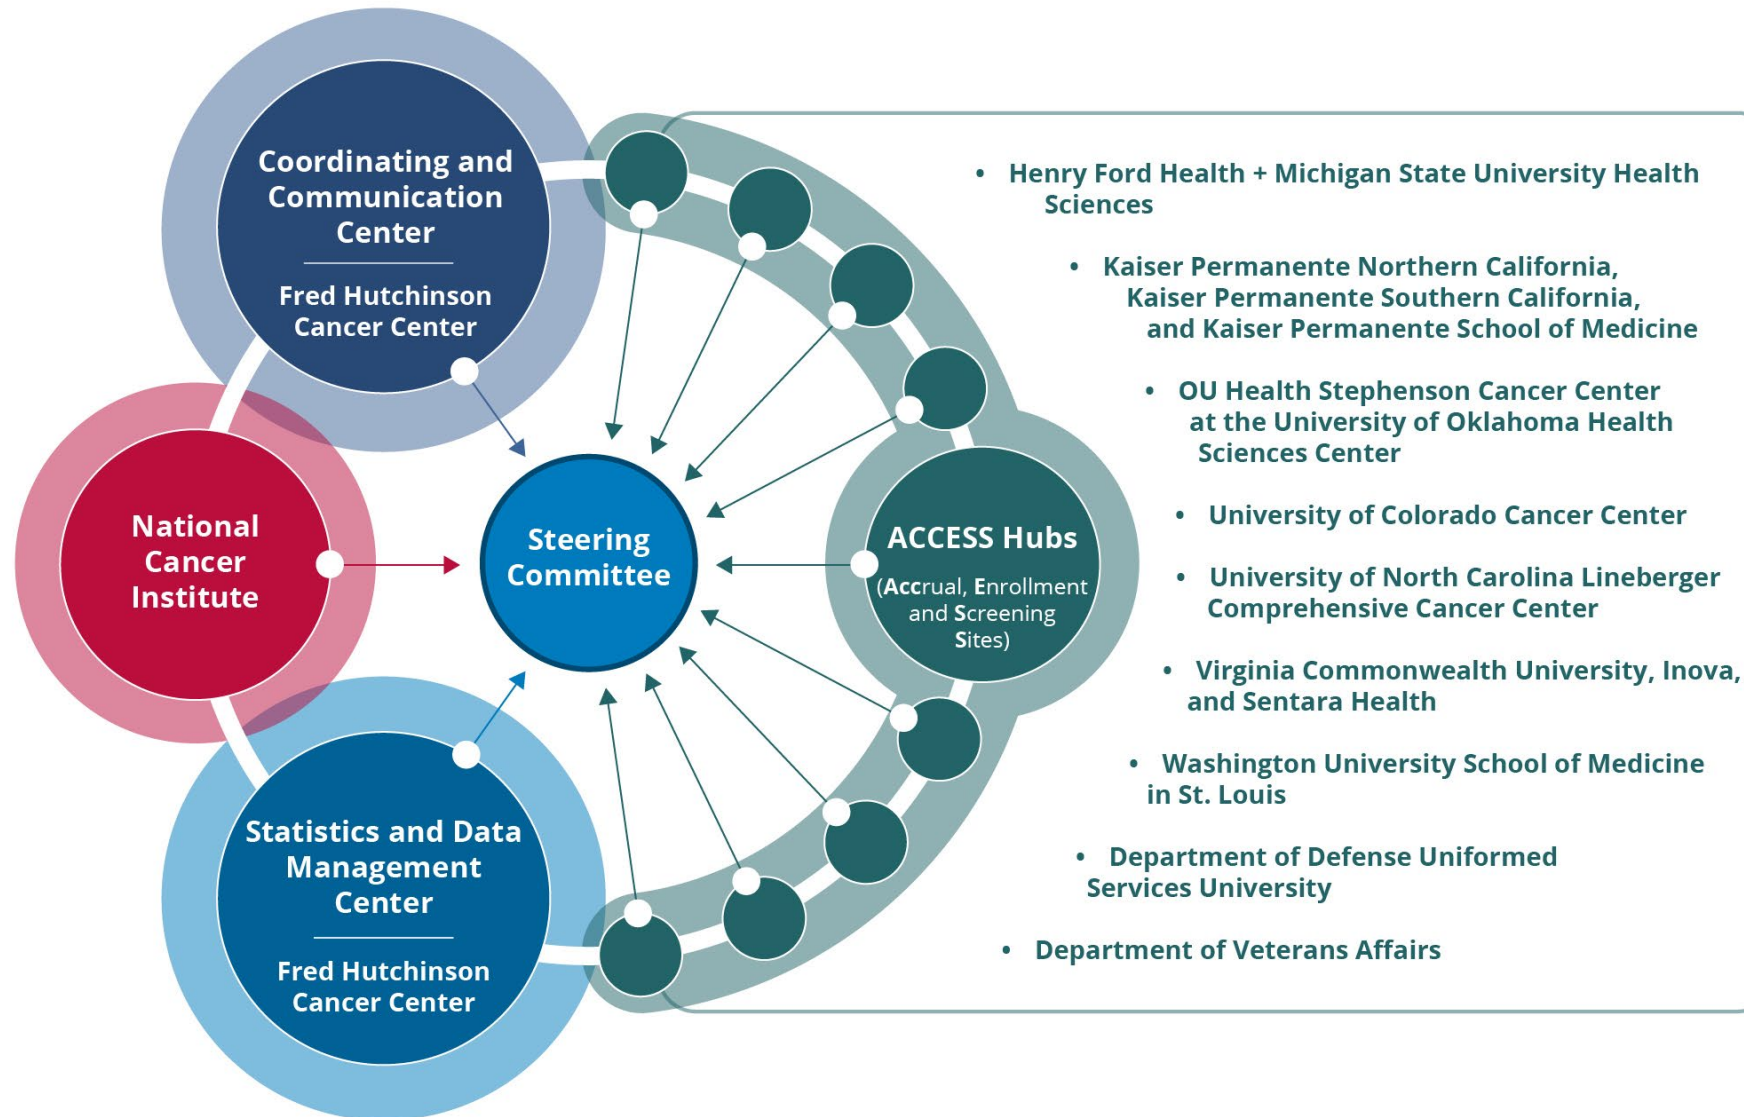 Coordinating and
Communication
Center
Fred Hutchinson
Cancer Center
National
Cancer
Institute
Statistics and Data
Management
Center
Fred Hutchinson
Cancer Center
Steering
Committee
ACCESS Hubs
(Accrual, Enrollment
and Screening
Sites)
• Henry Ford Health + Michigan State University Health
Sciences
• Kaiser Permanente Northern California,
Kaiser Permanente Southern California,
and Kaiser Permanente School of Medicine
• OU Health Stephenson Cancer Center
at the University of Oklahoma Health
Sciences Center
• University of Colorado Cancer Center
• University of North Carolina Lineberger
Comprehensive Cancer Center
• Virginia Commonwealth University, Inova,
and Sentara Health
• Washington University School of Medicine
in St. Louis
• Department of Defense Uniformed
Services University
• Department of Veterans Affairs